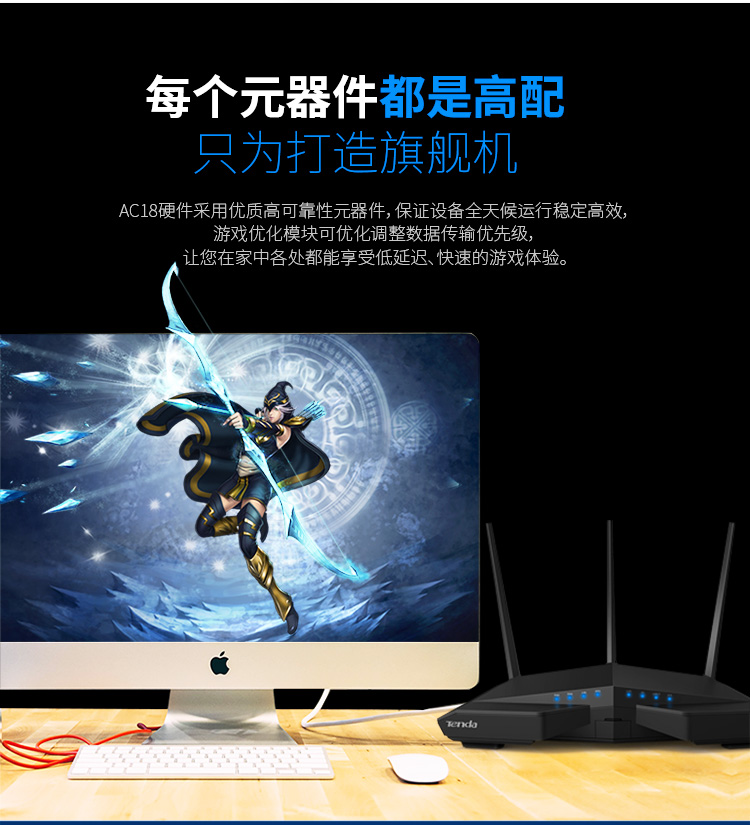 每个元器件都是高配
只为打造旗舰机
AC18硬件采用优质高可靠性元器件,保证设备全天候运行稳定高效,
游戏优化模块可优化调整数据传输优先级,
让您在家中各处都能享受低延迟、快速的游戏体验。
Tenda